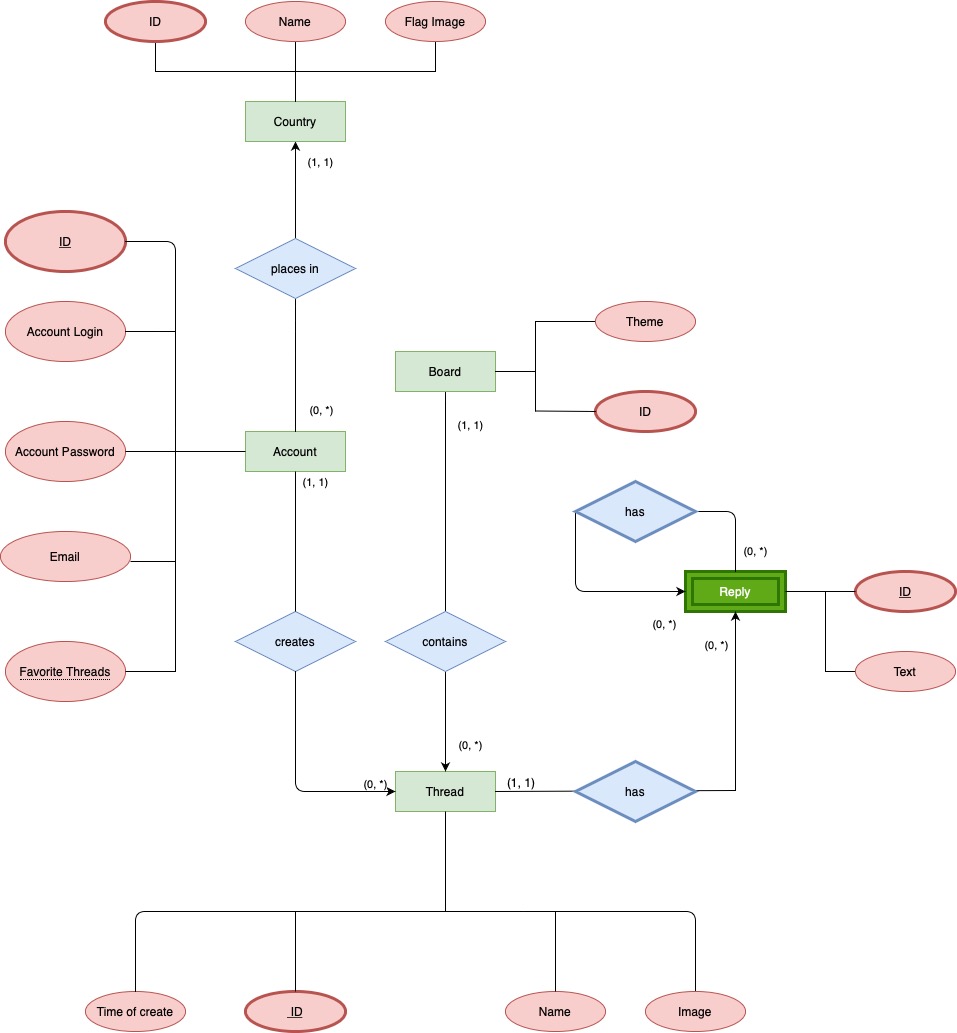 ID
Name
Flag Image
Country
(1, 1)
ID
places in
Account Login
Theme
Board
(0, *)
ID
(1, 1)
Account Password
Account
(1, 1)
has
(0, *)
Email
Reply
ID
(0, *)
(0, *)
creates
contains
Favorite Threads
Text
(0, *)
(0, *)
Thread
(1, 1)
has
Time of create
ID
Name
Image